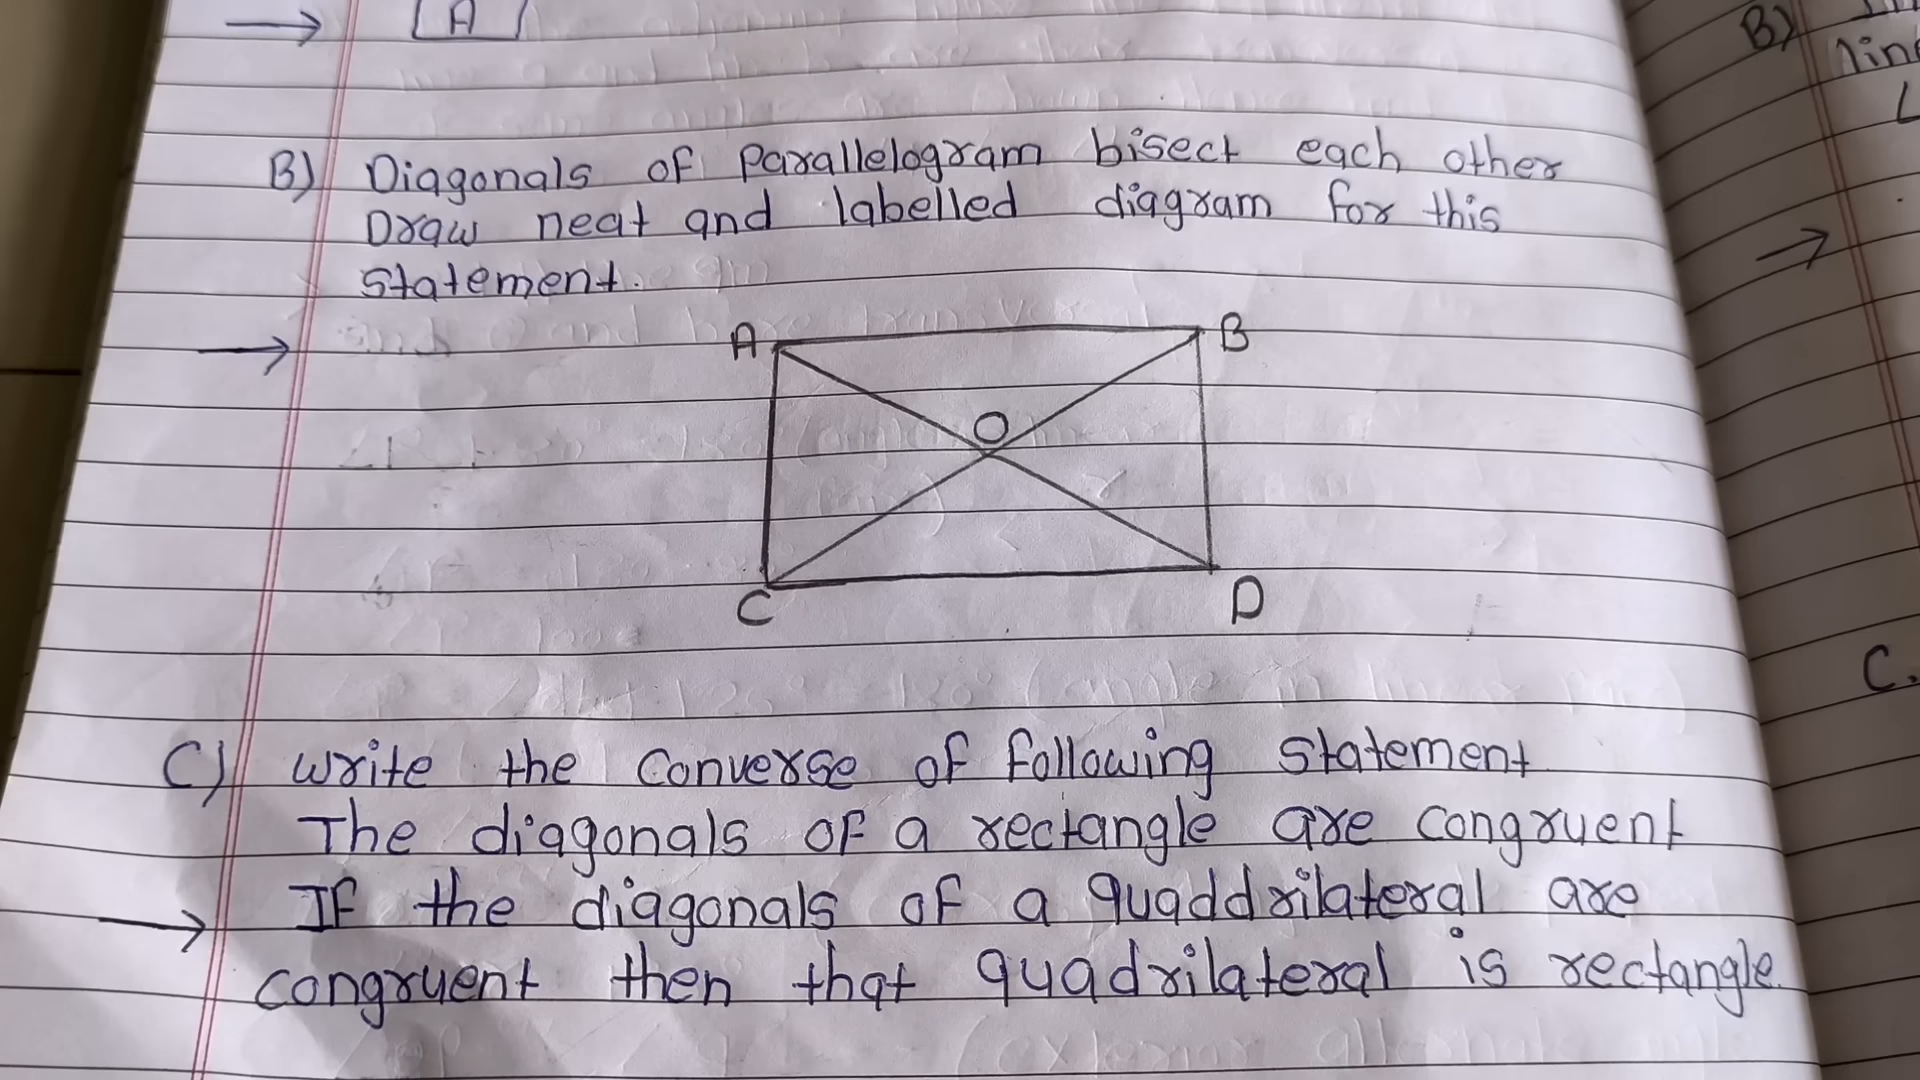 A
B) Diagonals of parallelogram bisect each other
Draw neat and labelled diagram for this
statement.
A B
O
C D
C) write the converse of following statement
The diagonals of a rectangle are congruent
If the diagonals of a quaddrilateral are
congruent then that quadrilateral is rectangle.
B)
line
C.